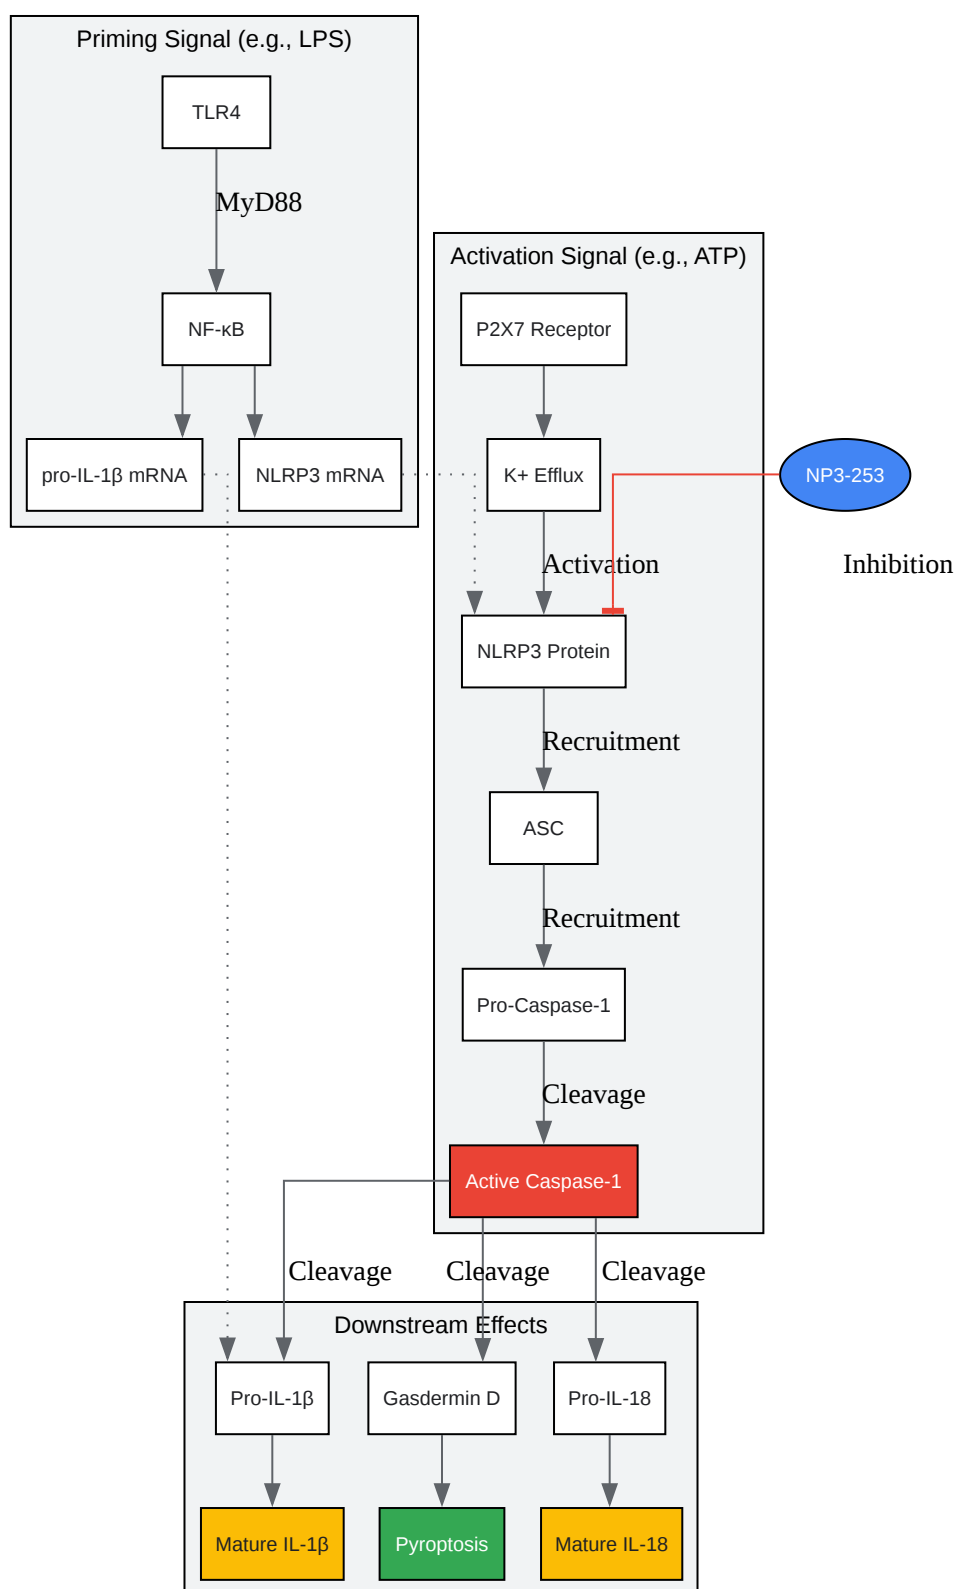 Priming Signal (e.g., LPS)
TLR4
MyD88
Activation Signal (e.g., ATP)
NF-κB
P2X7 Receptor
pro-IL-1β mRNA
NLRP3 mRNA
K+ Efflux
NP3-253
Activation
Inhibition
NLRP3 Protein
Recruitment
ASC
Recruitment
Pro-Caspase-1
Cleavage
Active Caspase-1
Cleavage
Cleavage
Cleavage
Downstream Effects
Pro-IL-1β
Gasdermin D
Pro-IL-18
Mature IL-1β
Pyroptosis
Mature IL-18